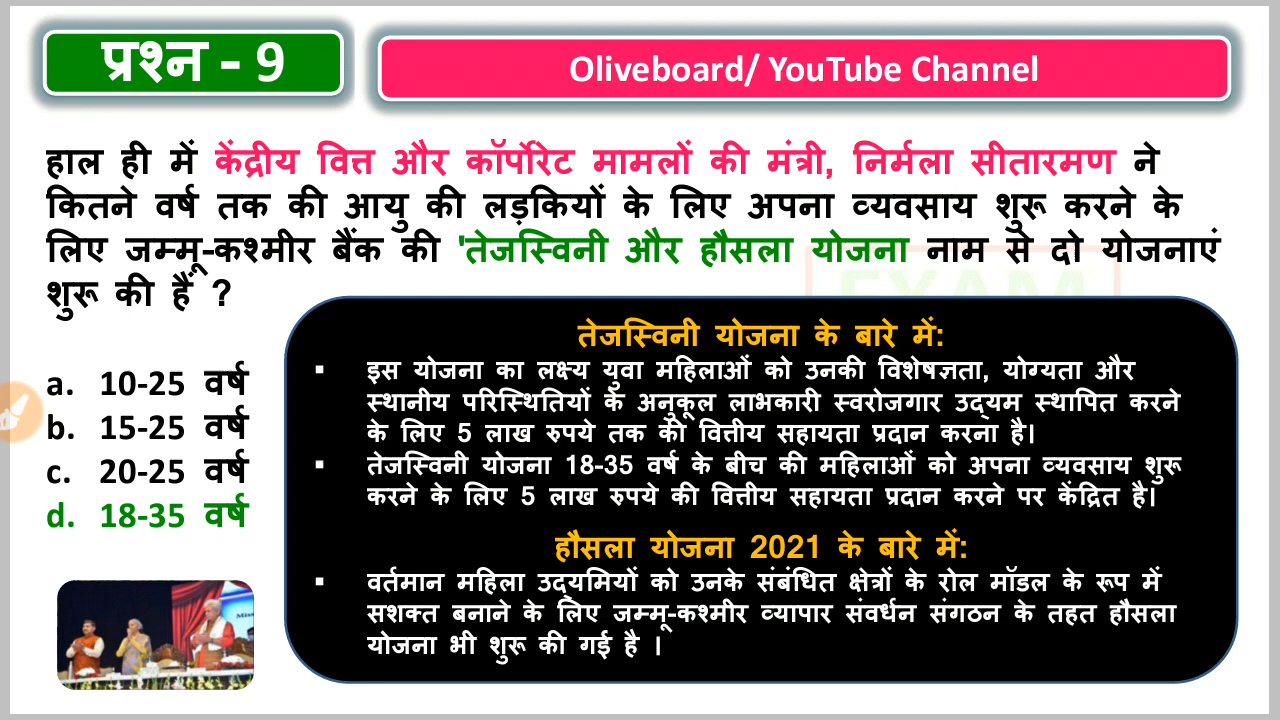 प्रश्न - 9
Oliveboard/ YouTube Channel
हाल ही में केंद्रीय वित्त और कॉर्पोरेट मामलों की मंत्री, निर्मला सीतारमण ने
कितने वर्ष तक की आयु की लड़कियों के लिए अपना व्यवसाय शुरू करने के
लिए जम्मू-कश्मीर बैंक की 'तेजस्विनी और हौसला योजना नाम से दो योजनाएं
शुरू की हैं ?
EXAM
a. 10-25 वर्ष
b. 15-25 वर्ष
c. 20-25 वर्ष
d. 18-35 वर्ष
तेजस्विनी योजना के बारे में:
▪ इस योजना का लक्ष्य युवा महिलाओं को उनकी विशेषज्ञता, योग्यता और
स्थानीय परिस्थितियों के अनुकूल लाभकारी स्वरोजगार उद्यम स्थापित करने
के लिए 5 लाख रुपये तक की वित्तीय सहायता प्रदान करना है।
▪ तेजस्विनी योजना 18-35 वर्ष के बीच की महिलाओं को अपना व्यवसाय शुरू
करने के लिए 5 लाख रुपये की वित्तीय सहायता प्रदान करने पर केंद्रित है।
हौसला योजना 2021 के बारे में:
▪ वर्तमान महिला उद्यमियों को उनके संबंधित क्षेत्रों के रोल मॉडल के रूप में
सशक्त बनाने के लिए जम्मू-कश्मीर व्यापार संवर्धन संगठन के तहत हौसला
योजना भी शुरू की गई है ।